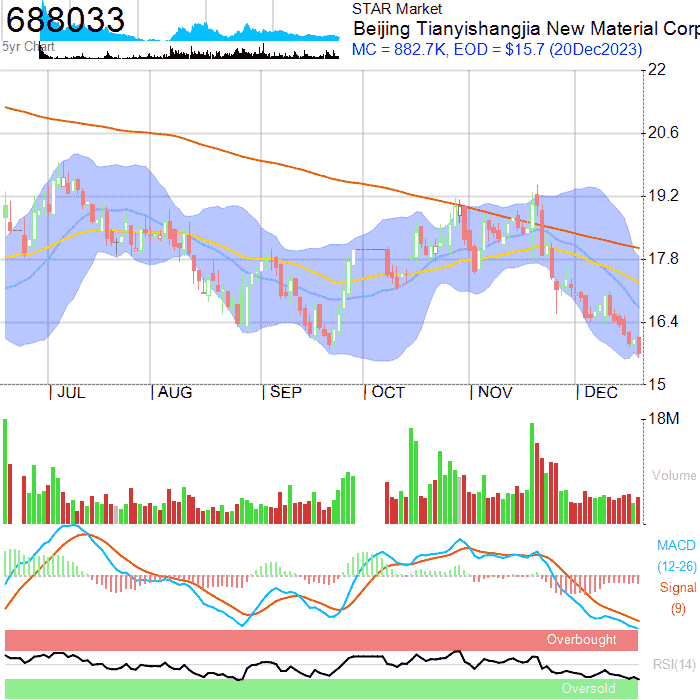 688033
5yr Chart
STAR Market
Beijing Tianyishangjia New Material Corp
MC = 882.7K, EOD = $15.7 (20Dec2023)
22
20.6
19.2
17.8
16.4
15
JUL AUG SEP OCT NOV DEC
18M
Volume
MACD
(12-26)
Signal
(9)
Overbought
RSI(14)
Oversold